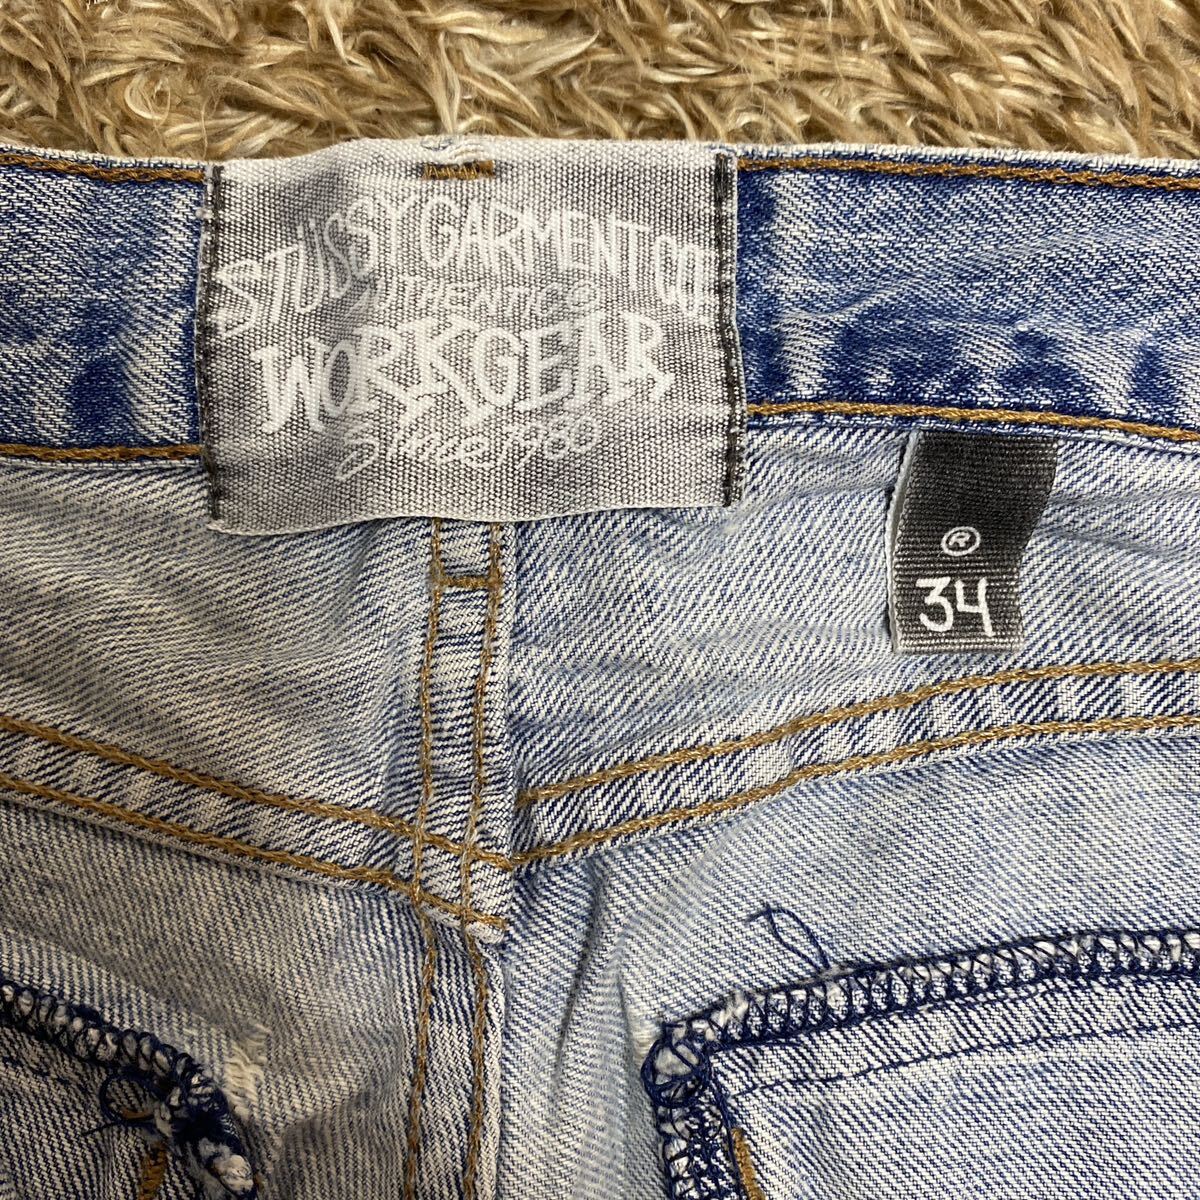 STÜSSY GARMENT CO.
AUTHENTIC
WORKGEAR
Since 1980
®
34